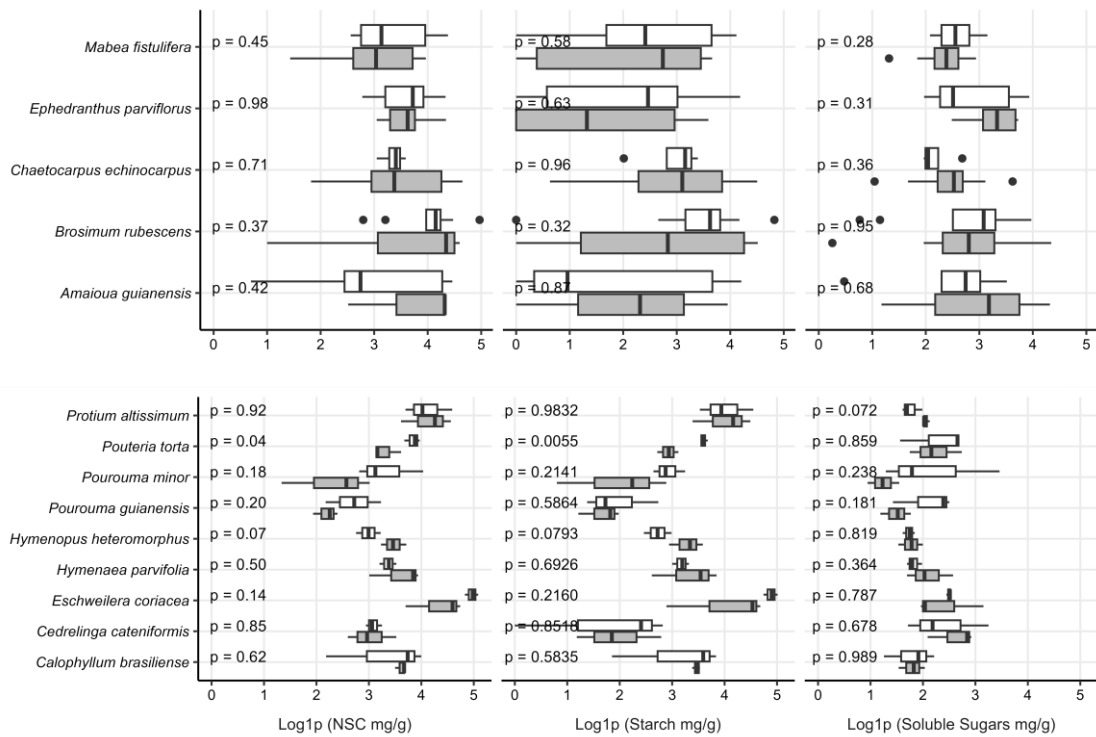 Mabea fistulifera p = 0.45 p = 0.58 p = 0.28
Ephedranthus parviflorus p = 0.98 p = 0.63 p = 0.31
Chaetocarpus echinocarpus p = 0.71 p = 0.96 p = 0.36
Brosimum rubescens p = 0.37 p = 0.32 p = 0.95
Amaioua guianensis p = 0.42 p = 0.87 p = 0.68
0 1 2 3 4 5 0 1 2 3 4 5 0 1 2 3 4 5
Protium altissimum p = 0.92 p = 0.9832 p = 0.072
Pouteria torta p = 0.04 p = 0.0055 p = 0.859
Pourouma minor p = 0.18 p = 0.2141 p = 0.238
Pourouma guianensis p = 0.20 p = 0.5864 p = 0.181
Hymenopus heteromorphus p = 0.07 p = 0.0793 p = 0.819
Hymenaea parvifolia p = 0.50 p = 0.6926 p = 0.364
Eschweilera coriacea p = 0.14 p = 0.2160 p = 0.787
Cedrelinga cateniformis p = 0.85 p = 0.8518 p = 0.678
Calophyllum brasiliense p = 0.62 p = 0.5835 p = 0.989
0 1 2 3 4 5 0 1 2 3 4 5 0 1 2 3 4 5
Log1p (NSC mg/g) Log1p (Starch mg/g) Log1p (Soluble Sugars mg/g)